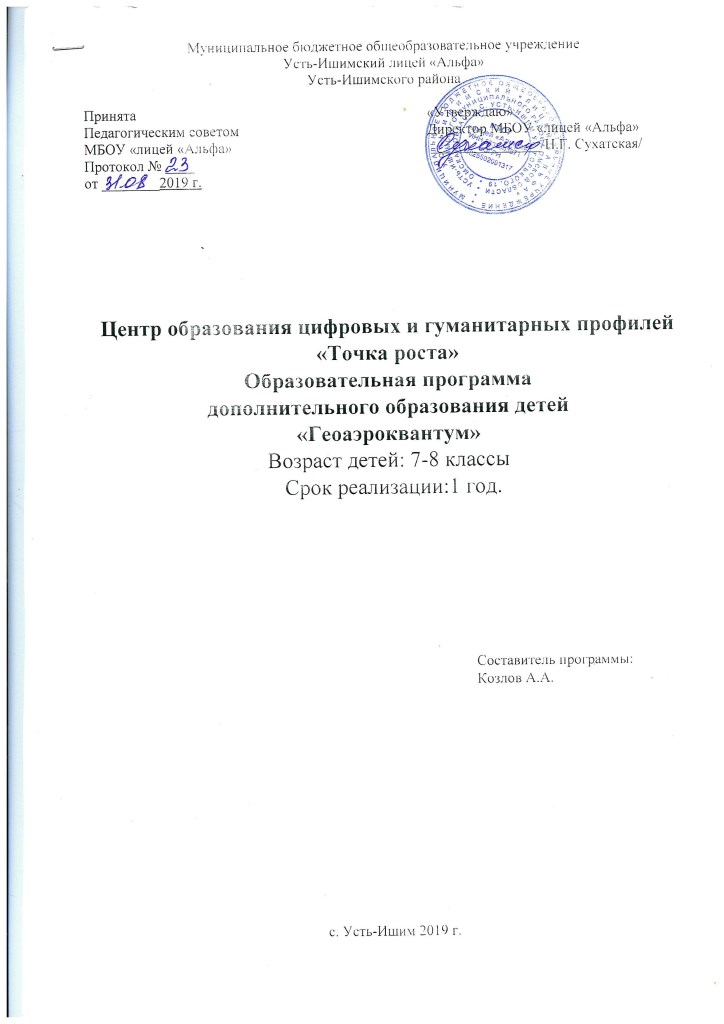 Муниципальное бюджетное общеобразовательное учреждение
Усть-Ишимский лицей «Альфа»
Усть-Ишимского района
Принята
Педагогическим советом
МБОУ «лицей «Альфа»
Протокол № 23
от 31.08 2019 г.
«Утверждаю»
Директор МБОУ «лицей «Альфа»
Сухатская/
Центр образования цифровых и гуманитарных профилей
«Точка роста»
Образовательная программа
дополнительного образования детей
«Геоаэроквантум»
Возраст детей: 7-8 классы
Срок реализации:1 год.
Составитель программы:
Козлов А.А.
с. Усть-Ишим 2019 г.